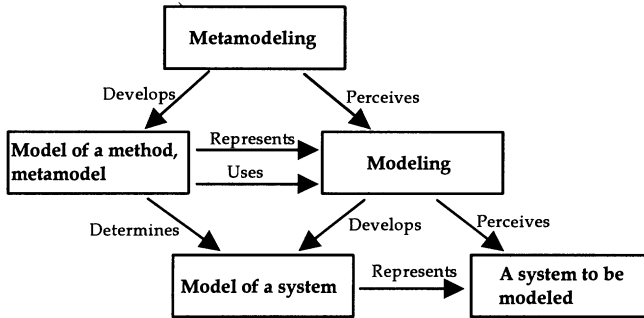 Metamodeling
Develops
Perceives
Model of a method,
metamodel
Represents
Uses
Modeling
Determines
Develops
Perceives
Model of a system
Represents
A system to be
modeled